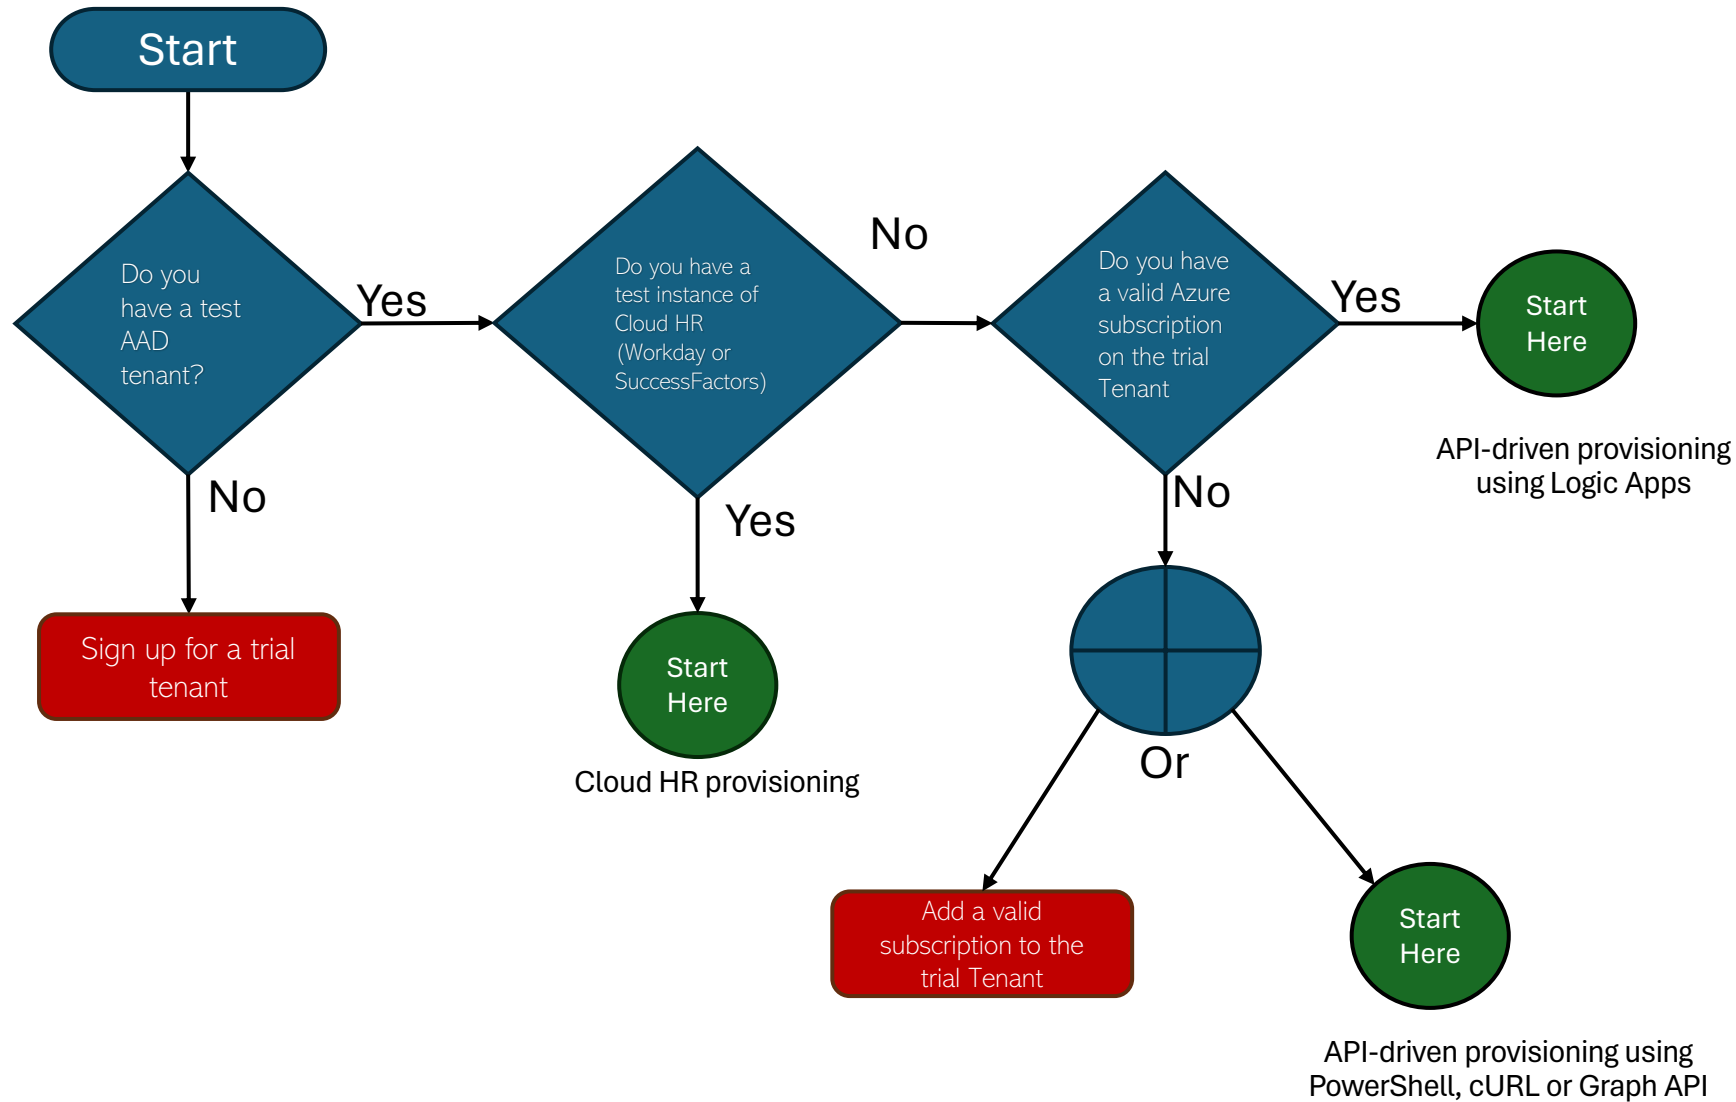 Start
Do you
have a test
AAD
tenant?
Yes
No
Sign up for a trial
tenant
Do you have a
test instance of
Cloud HR
(Workday or
SuccessFactors)
No
Yes
Start
Here
Cloud HR provisioning
Do you have
a valid Azure
subscription
on the trial
Tenant
Yes
Start
Here
API-driven provisioning
using Logic Apps
No
Or
Add a valid
subscription to the
trial Tenant
Start
Here
API-driven provisioning using
PowerShell, cURL or Graph API